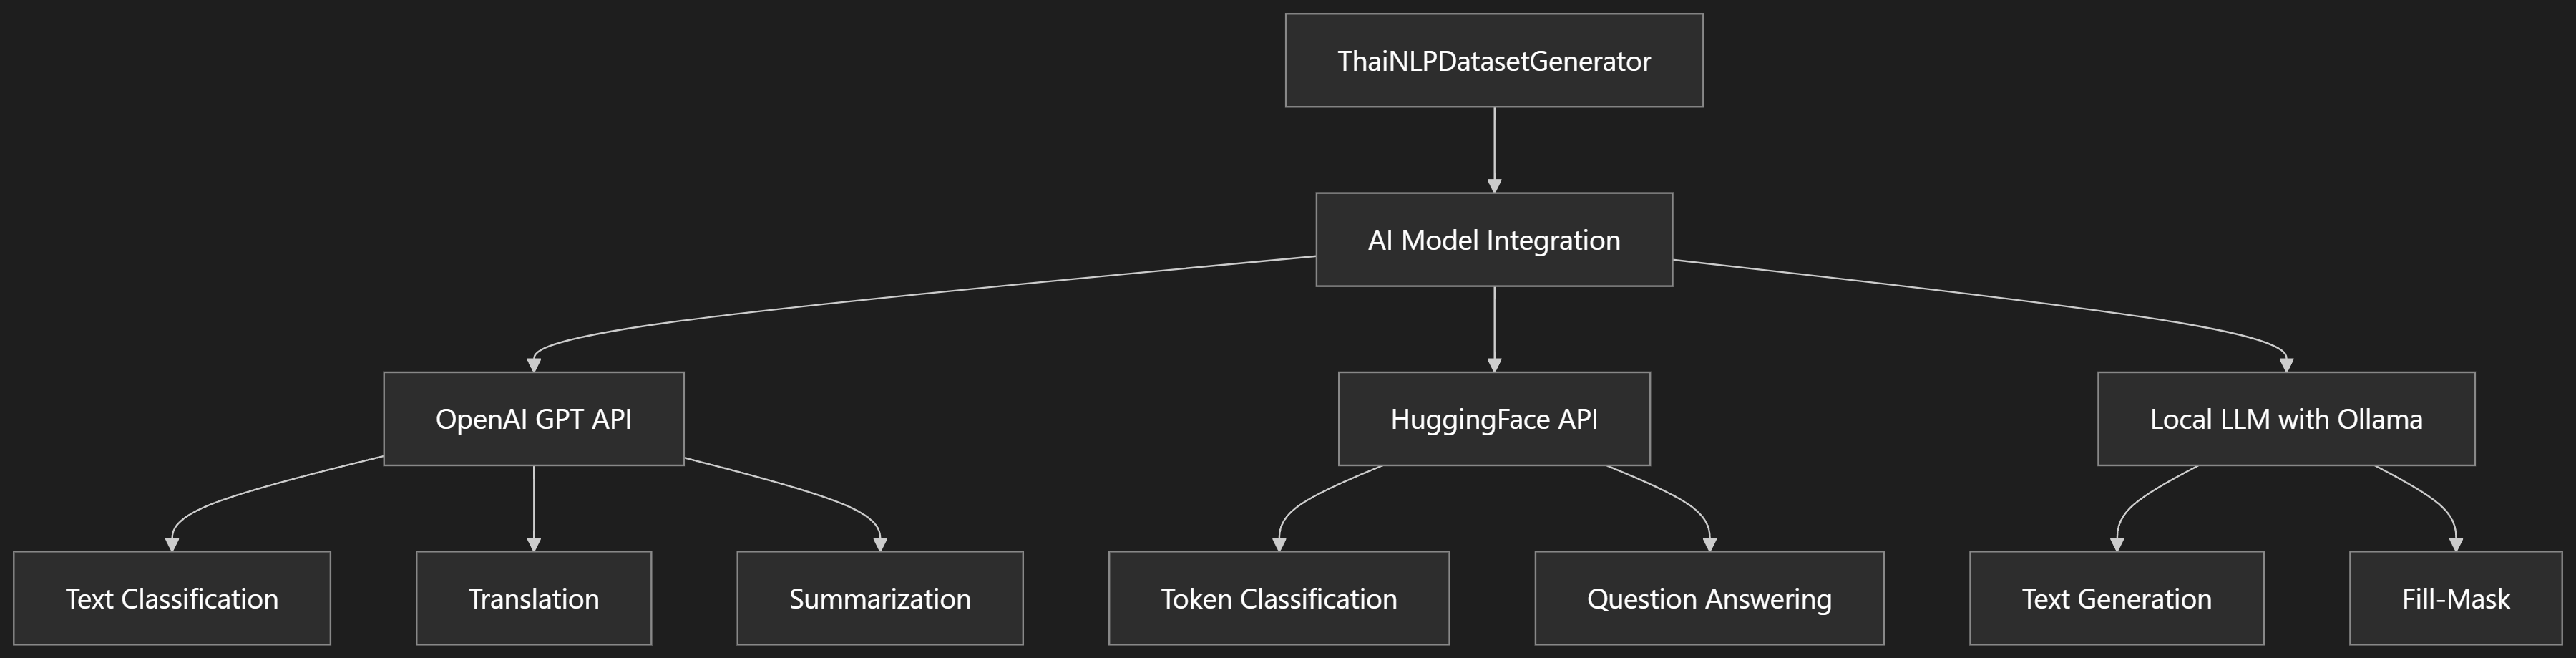 ThaiNLPDatasetGenerator
AI Model Integration
OpenAI GPT API
HuggingFace API
Local LLM with Ollama
Text Classification
Translation
Summarization
Token Classification
Question Answering
Text Generation
Fill-Mask